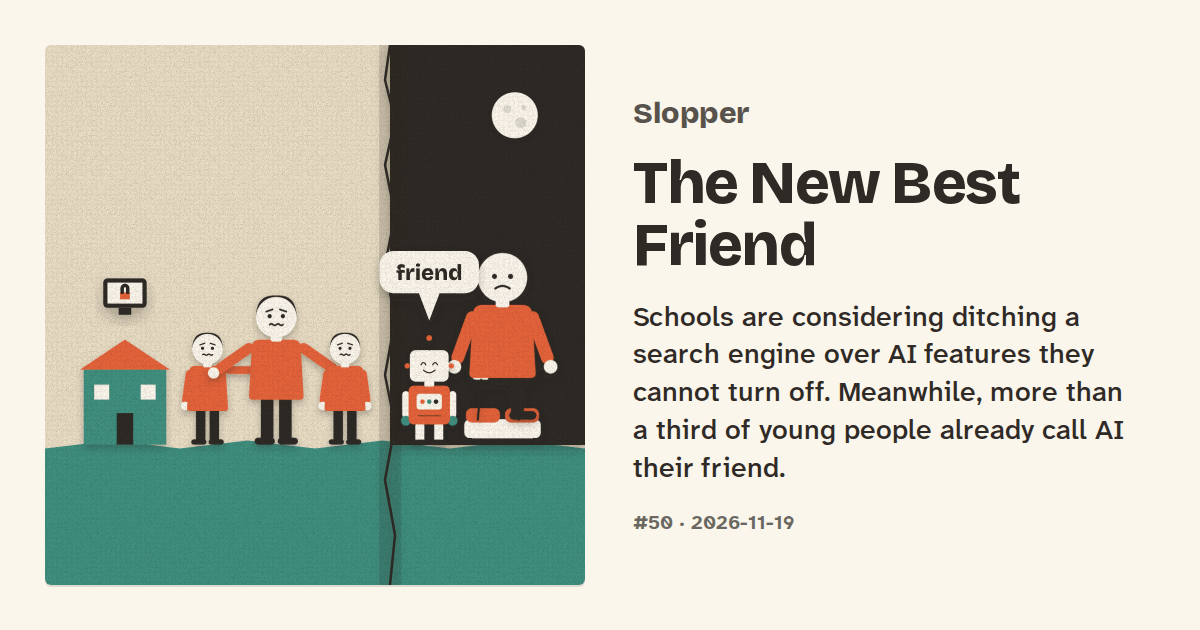 friend
Slopper
The New Best
Friend
Schools are considering ditching a
search engine over AI features they
cannot turn off. Meanwhile, more than
a third of young people already call AI
their friend.
#50 · 2026-11-19